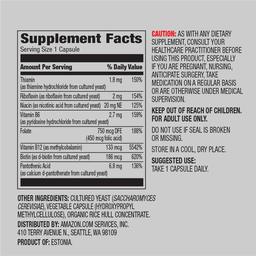 Supplement Facts
Serving Size 1 Capsule
Amount Per Serving % Daily Value
Thiamin 1.8 mg 150%
(as thiamine hydrochloride from cultured yeast)
Riboflavin (as riboflavin from cultured yeast) 2 mg 154%
Niacin (as nicotinic acid from cultured yeast) 20 mg NE 125%
Vitamin B6 2.7 mg 159%
(as pyridoxine hydrochloride from cultured yeast)
Folate 750 mcg DFE 188%
(450 mcg folic acid)
Vitamin B12 (as methylcobalamin) 133 mcg 5542%
Biotin (as d-biotin from cultured yeast) 186 mcg 620%
Pantothenic Acid 6.8 mg 136%
(as calcium d-pantothenate from cultured yeast)
OTHER INGREDIENTS: CULTURED YEAST (SACCHAROMYCES
CEREVISIAE), VEGETABLE CAPSULE (HYDROXYPROPYL
METHYLCELLULOSE), ORGANIC RICE HULL CONCENTRATE.
DISTRIBUTED BY: AMAZON.COM SERVICES, INC.
410 TERRY AVENUE N., SEATTLE, WA 98109
PRODUCT OF: ESTONIA.
CAUTION: AS WITH ANY DIETARY
SUPPLEMENT, CONSULT YOUR
HEALTHCARE PRACTITIONER BEFORE
USING THIS PRODUCT, ESPECIALLY
IF YOU ARE PREGNANT, NURSING,
ANTICIPATE SURGERY, TAKE
MEDICATION ON A REGULAR BASIS
OR ARE OTHERWISE UNDER MEDICAL
SUPERVISION.
KEEP OUT OF REACH OF CHILDREN.
FOR ADULT USE ONLY.
DO NOT USE IF SEAL IS BROKEN
OR MISSING.
STORE IN A COOL, DRY PLACE.
SUGGESTED USE:
TAKE 1 CAPSULE DAILY.